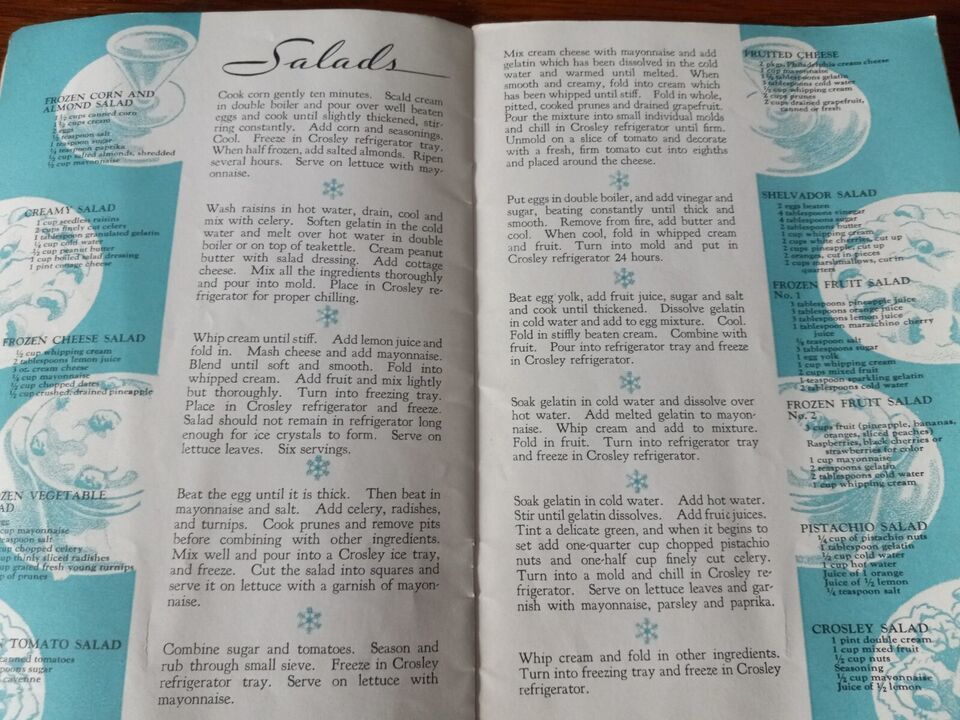 Salads
FROZEN CORN AND
ALMOND SALAD
1 ½ cups canned corn
1 ½ cups cream
2 eggs
½ teaspoon salt
1 teaspoon sugar
¼ teaspoon paprika
½ cup salted almonds, shredded
½ cup mayonnaise
Cook corn gently ten minutes. Scald cream
in double boiler and pour over well beaten
eggs and cook until slightly thickened, stir-
ring constantly. Add corn and seasonings.
Cool. Freeze in Crosley refrigerator tray.
When half frozen, add salted almonds. Ripen
several hours. Serve on lettuce with may-
onnaise.
CREAMY SALAD
1 cup seedless raisins
2 cups finely cut celery
1 tablespoon granulated gelatin
¼ cup cold water
½ cup peanut butter
1 cup boiled salad dressing
1 pint cottage cheese
Wash raisins in hot water, drain, cool and
mix with celery. Soften gelatin in the cold
water and melt over hot water in double
boiler or on top of teakettle. Cream peanut
butter with salad dressing. Add cottage
cheese. Mix all the ingredients thoroughly
and pour into mold. Place in Crosley re-
frigerator for proper chilling.
FROZEN CHEESE SALAD
½ cup whipping cream
2 tablespoons lemon juice
3 oz. cream cheese
¼ cup mayonnaise
½ cup chopped dates
½ cup crushed, drained pineapple
Whip cream until stiff. Add lemon juice and
fold in. Mash cheese and add mayonnaise.
Blend until soft and smooth. Fold into
whipped cream. Add fruit and mix lightly
but thoroughly. Turn into freezing tray.
Place in Crosley refrigerator and freeze.
Salad should not remain in refrigerator long
enough for ice crystals to form. Serve on
lettuce leaves. Six servings.
ZEN VEGETABLE
AD
cup mayonnaise
teaspoon salt
cup chopped celery
cup thinly sliced radishes
cup grated fresh young turnips
cup of prunes
Beat the egg until it is thick. Then beat in
mayonnaise and salt. Add celery, radishes,
and turnips. Cook prunes and remove pits
before combining with other ingredients.
Mix well and pour into a Crosley ice tray,
and freeze. Cut the salad into squares and
serve it on lettuce with a garnish of mayon-
naise.
TOMATO SALAD
canned tomatoes
spoons sugar
cayenne
Combine sugar and tomatoes. Season and
rub through small sieve. Freeze in Crosley
refrigerator tray. Serve on lettuce with
mayonnaise.
Mix cream cheese with mayonnaise and add
gelatin which has been dissolved in the cold
water and warmed until melted. When
smooth and creamy, fold into cream which
has been whipped until stiff. Fold in whole,
pitted, cooked prunes and drained grapefruit.
Pour the mixture into small individual molds
and chill in Crosley refrigerator until firm.
Unmold on a slice of tomato and decorate
with a fresh, firm tomato cut into eighths
and placed around the cheese.
FRUITED CHEESE
2 pkgs. Philadelphia cream cheese
cup mayonnaise
tablespoons gelatin
tablespoons cold water
½ cup whipping cream
2 cups prunes
2 cups drained grapefruit,
canned or fresh
Put eggs in double boiler, and add vinegar and
sugar, beating constantly until thick and
smooth. Remove from fire, add butter and
cool. When cool, fold in whipped cream
and fruit. Turn into mold and put in
Crosley refrigerator 24 hours.
SHELVADOR SALAD
2 eggs beaten
4 tablespoons vinegar
4 tablespoons sugar
2 tablespoons butter
1 cup whipping cream
2 cups white cherries, cut up
2 cups pineapple, cut up
2 oranges, cut in pieces
2 cups marshmallows, cut in
quarters
Beat egg yolk, add fruit juice, sugar and salt
and cook until thickened. Dissolve gelatin
in cold water and add to egg mixture. Cool.
Fold in stiffly beaten cream. Combine with
fruit. Pour into refrigerator tray and freeze
in Crosley refrigerator.
FROZEN FRUIT SALAD
No. 1
3 tablespoons pineapple juice
3 tablespoons orange juice
3 tablespoons lemon juice
1 tablespoon maraschino cherry
juice
⅛ teaspoon salt
3 tablespoons sugar
1 egg yolk
1 cup whipping cream
2 cups mixed fruit
1 teaspoon sparkling gelatin
2 tablespoons cold water
Soak gelatin in cold water and dissolve over
hot water. Add melted gelatin to mayon-
naise. Whip cream and add to mixture.
Fold in fruit. Turn into refrigerator tray
and freeze in Crosley refrigerator.
FROZEN FRUIT SALAD
No. 2
3 cups fruit (pineapple, bananas,
oranges, sliced peaches)
Raspberries, black cherries or
strawberries for color
1 cup mayonnaise
2 teaspoons gelatin
2 tablespoons cold water
1 cup whipping cream
Soak gelatin in cold water. Add hot water.
Stir until gelatin dissolves. Add fruit juices.
Tint a delicate green, and when it begins to
set add one-quarter cup chopped pistachio
nuts and one-half cup finely cut celery.
Turn into a mold and chill in Crosley re-
frigerator. Serve on lettuce leaves and gar-
nish with mayonnaise, parsley and paprika.
PISTACHIO SALAD
¼ cup of pistachio nuts
1 tablespoon gelatin
½ cup cold water
1 cup hot water
Juice of 1 orange
Juice of ½ lemon
¼ teaspoon salt
Whip cream and fold in other ingredients.
Turn into freezing tray and freeze in Crosley
refrigerator.
CROSLEY SALAD
1 pint double cream
1 cup mixed fruit
½ cup nuts
Seasoning
½ cup mayonnaise
Juice of ½ lemon